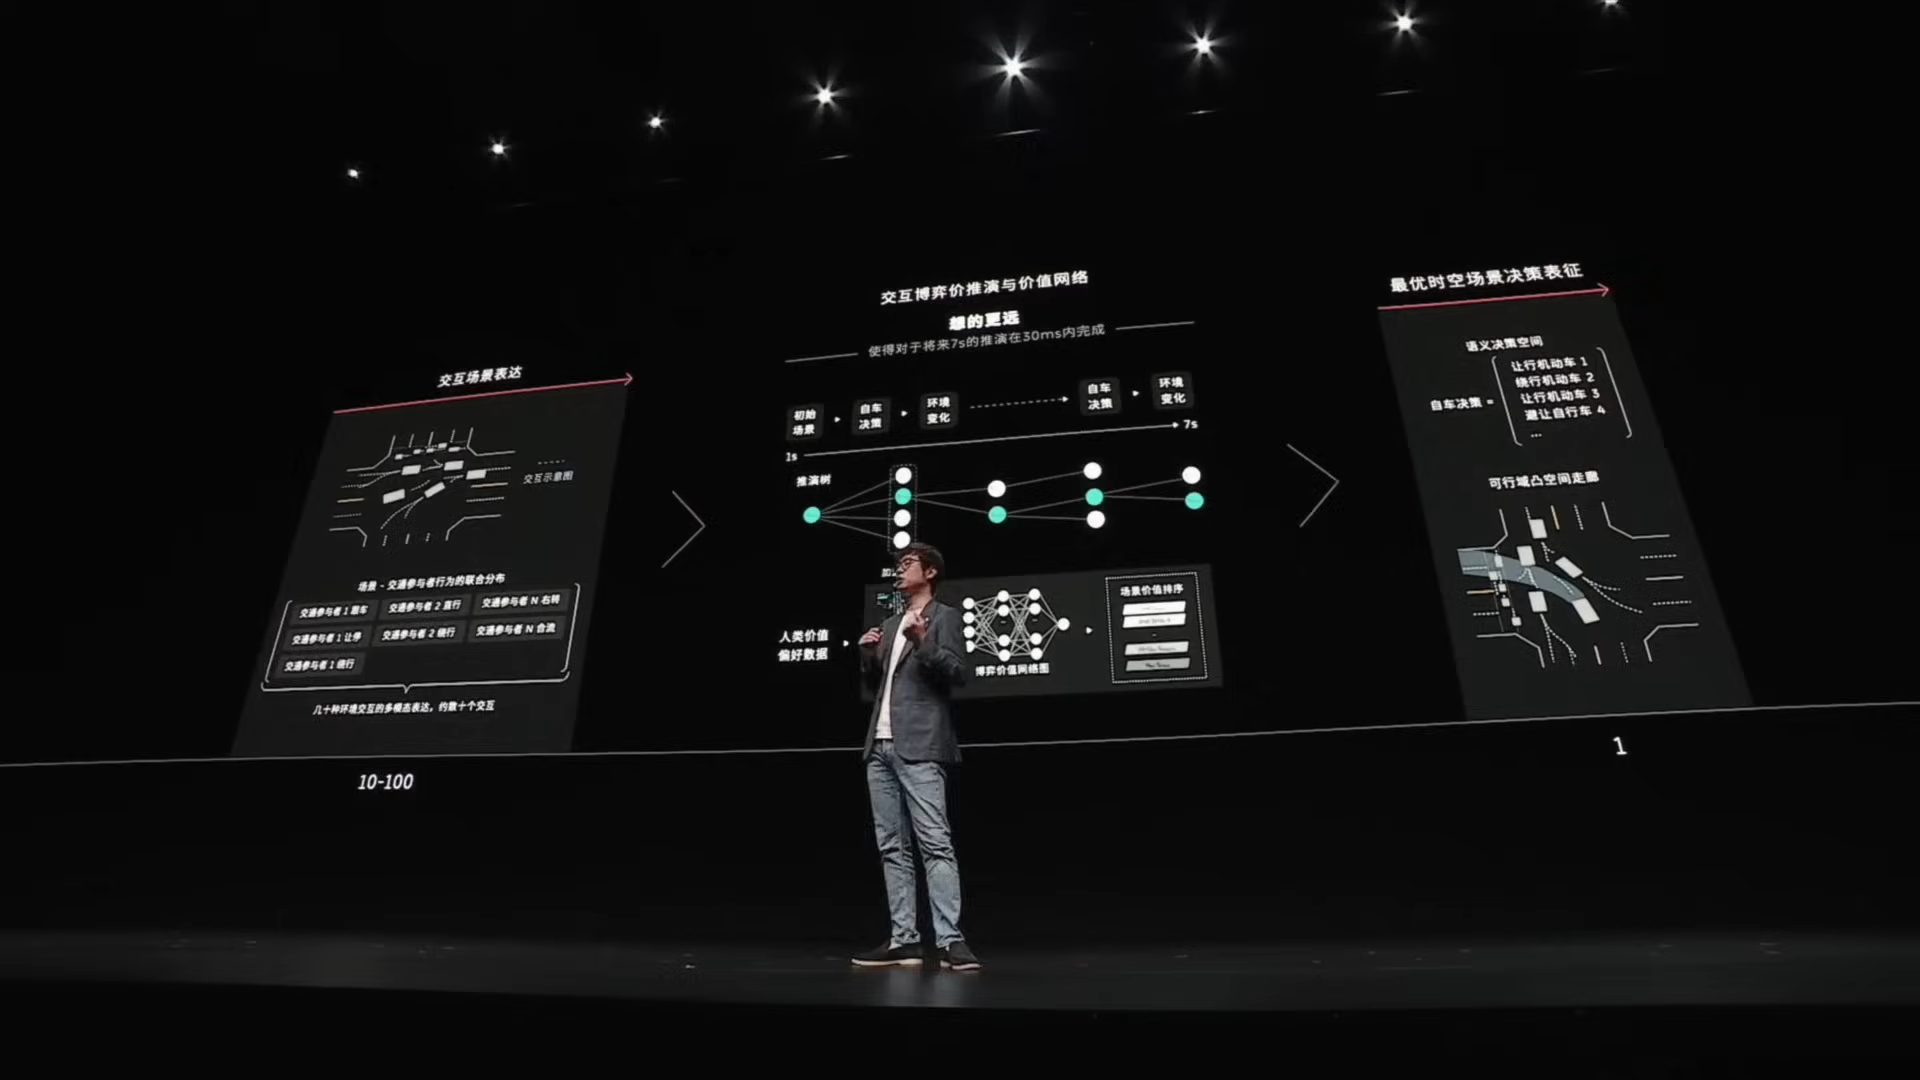 交互场景表达
交互示意图
场景 - 交通参与者行为的联合分布
交通参与者 1 跟车
交通参与者 2 直行
交通参与者 N 右转
交通参与者 1 让停
交通参与者 2 绕行
交通参与者 N 合流
交通参与者 1 绕行
几十种环境交互的多模态表达，约数十个交互
10-100
交互博弈价推演与价值网络
想的更远
使得对于将来7s的推演在30ms内完成
初始
场景
自车
决策
环境
变化
自车
决策
环境
变化
1s
7s
推演树
人类价值
偏好数据
博弈价值网络图
场景价值排序
最优时空场景决策表征
语义决策空间
自车决策 =
让行机动车 1
绕行机动车 2
让行机动车 3
避让自行车 4
...
可行域凸空间走廊
1